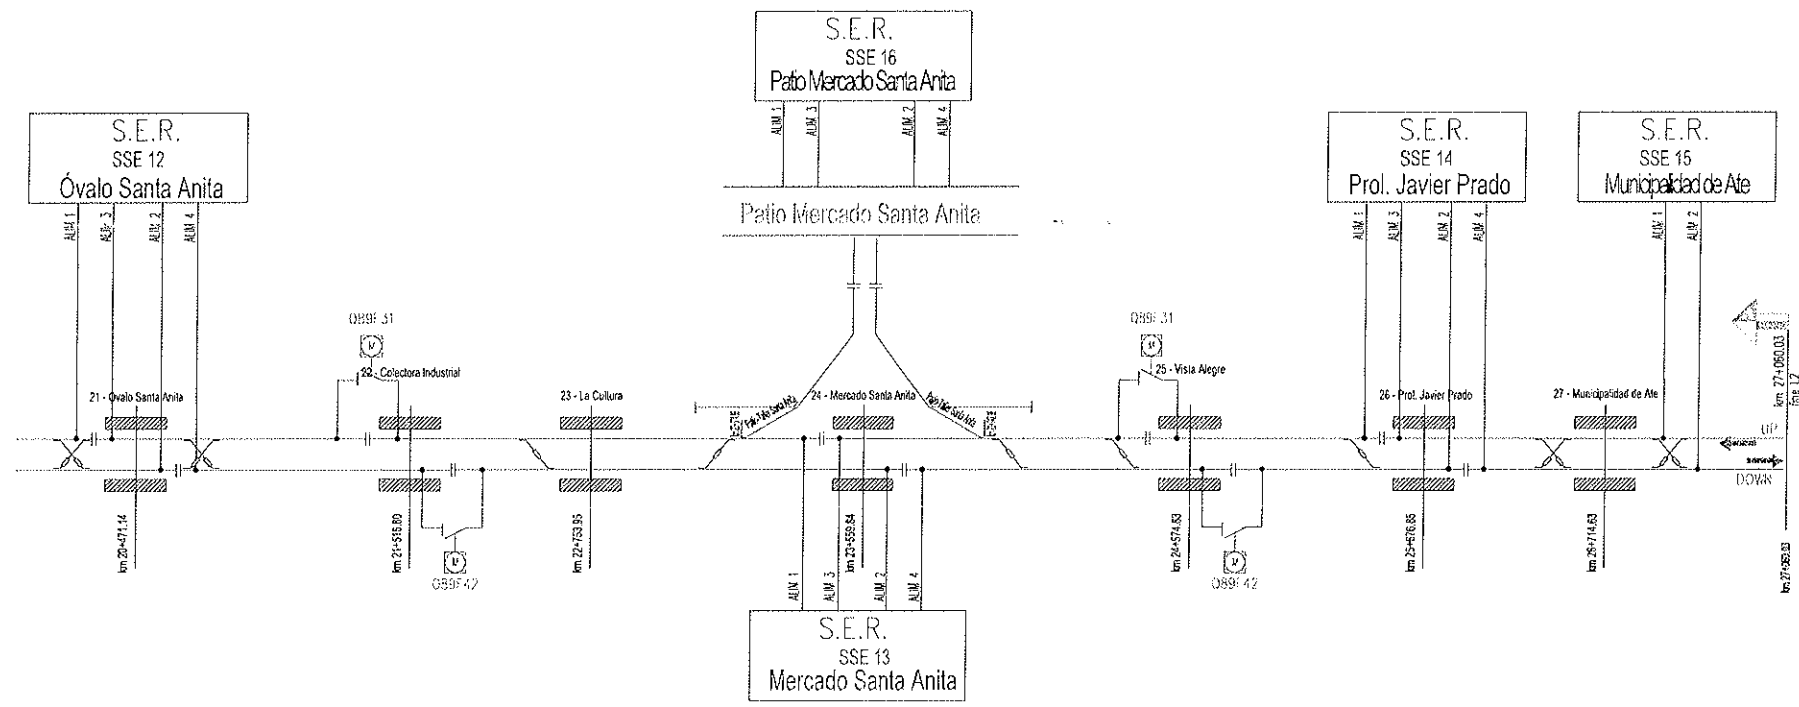 S.E.R.
SSE 16
Patio Mercado Santa Anita
ALIM. 1
ALIM. 3
ALIM. 2
ALIM. 4
S.E.R.
SSE 12
Óvalo Santa Anita
ALIM. 1
ALIM. 3
ALIM. 2
ALIM. 4
S.E.R.
SSE 14
Prol. Javier Prado
ALIM. 1
ALIM. 3
ALIM. 2
ALIM. 4
S.E.R.
SSE 15
Municipalidad de Ate
ALIM. 1
ALIM. 2
Patio Mercado Santa Anita
Q89F31
M
22 - Colectora Industrial
Q89F31
M
25 - Vista Alegre
21 - Ovalo Santa Anita
23 - La Cultura
24 - Mercado Santa Anita
26 - Prol. Javier Prado
27 - Municipalidad de Ate
km 27+060.03
UP
DOWN
km 20+471.14
km 21+515.80
km 22+753.95
km 23+559.84
km 24+574.63
km 25+676.85
km 26+714.63
M
Q89F42
M
Q89F42
ALIM. 1
ALIM. 3
ALIM. 2
ALIM. 4
S.E.R.
SSE 13
Mercado Santa Anita